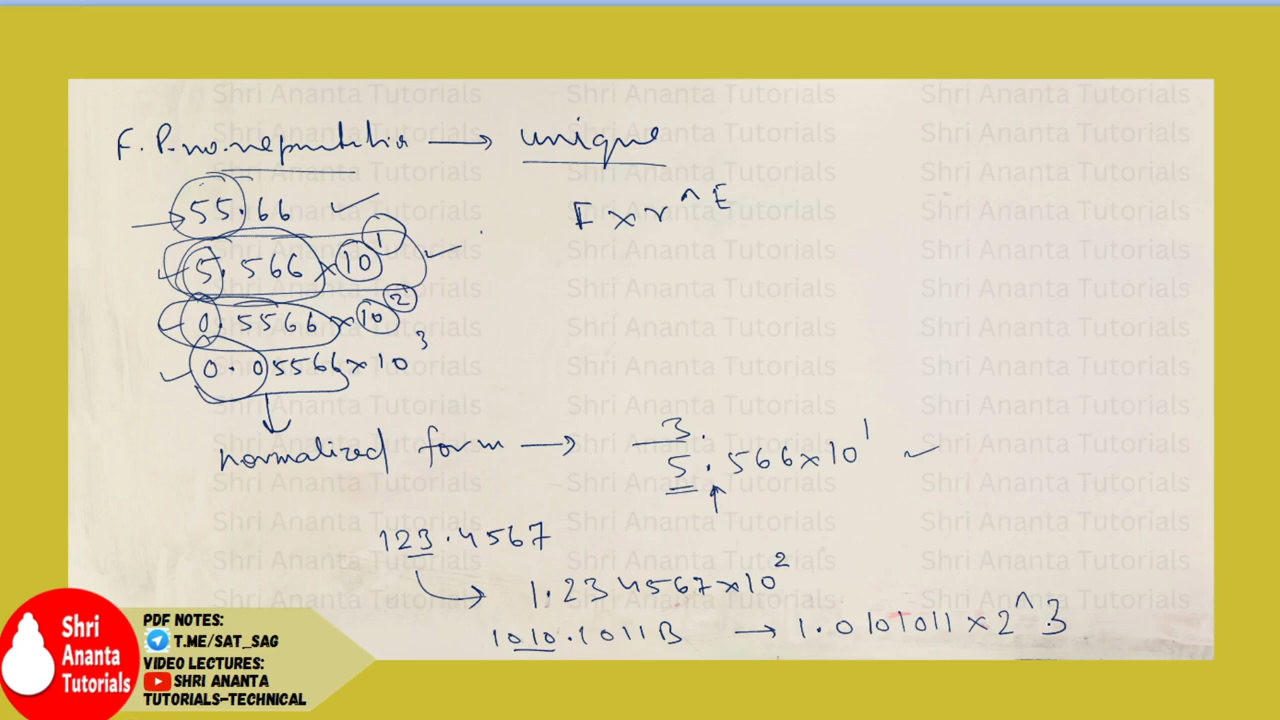 F. P. no. → unique
55.66
F × r ^ E
5.566 × 10^1
0.5566 × 10^2
0.05566 × 10^3
normalized form →
3.
5.566 × 10^1
123.4567
1.234567 × 10^2
1010.1011B → 1.0101011 × 2^3
Shri
Ananta
Tutorials
PDF NOTES:
T.ME/SAT_SAG
VIDEO LECTURES:
SHRI ANANTA
TUTORIALS-TECHNICAL